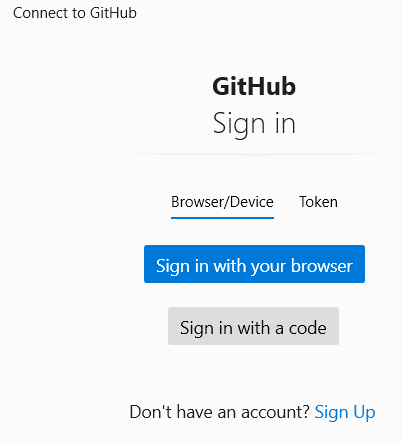 Connect to GitHub
GitHub
Sign in
Browser/Device Token
Sign in with your browser
Sign in with a code
Don't have an account? Sign Up